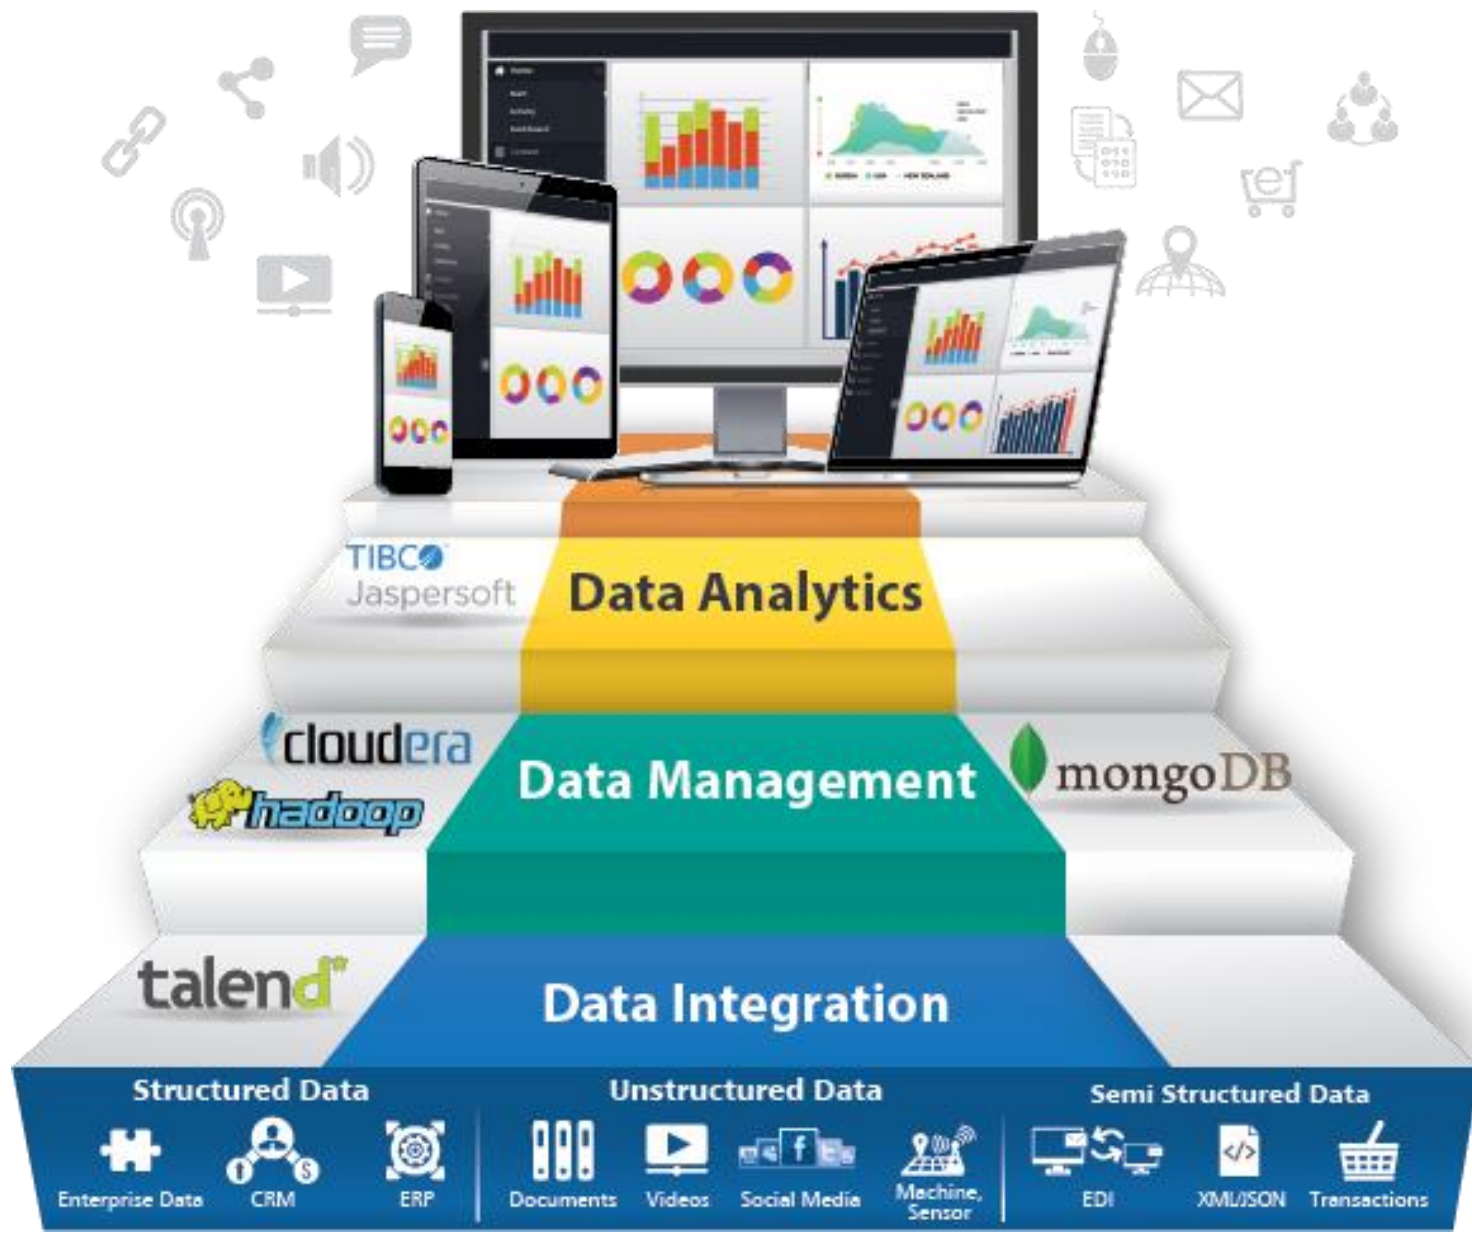 TIBCO
Jaspersoft
Data Analytics
cloudera
hadoop
Data Management
mongoDB
talend
Data Integration
Structured Data
Unstructured Data
Semi Structured Data
Enterprise Data
CRM
ERP
Documents
Videos
Social Media
Machine,
Sensor
EDI
XML/JSON
Transactions